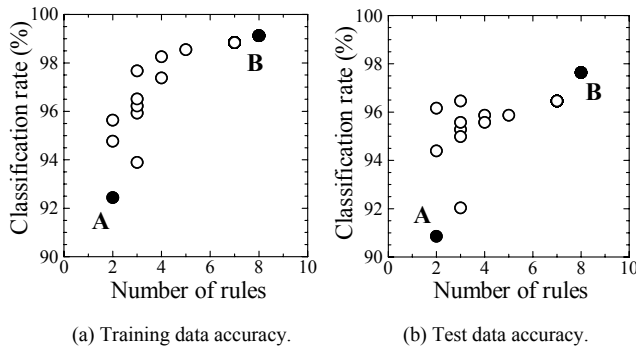 Classification rate (%)
100
98
96
94
92
90
0 2 4 6 8 10
A
B
Number of rules
(a) Training data accuracy.
Classification rate (%)
100
98
96
94
92
90
0 2 4 6 8 10
A
B
Number of rules
(b) Test data accuracy.